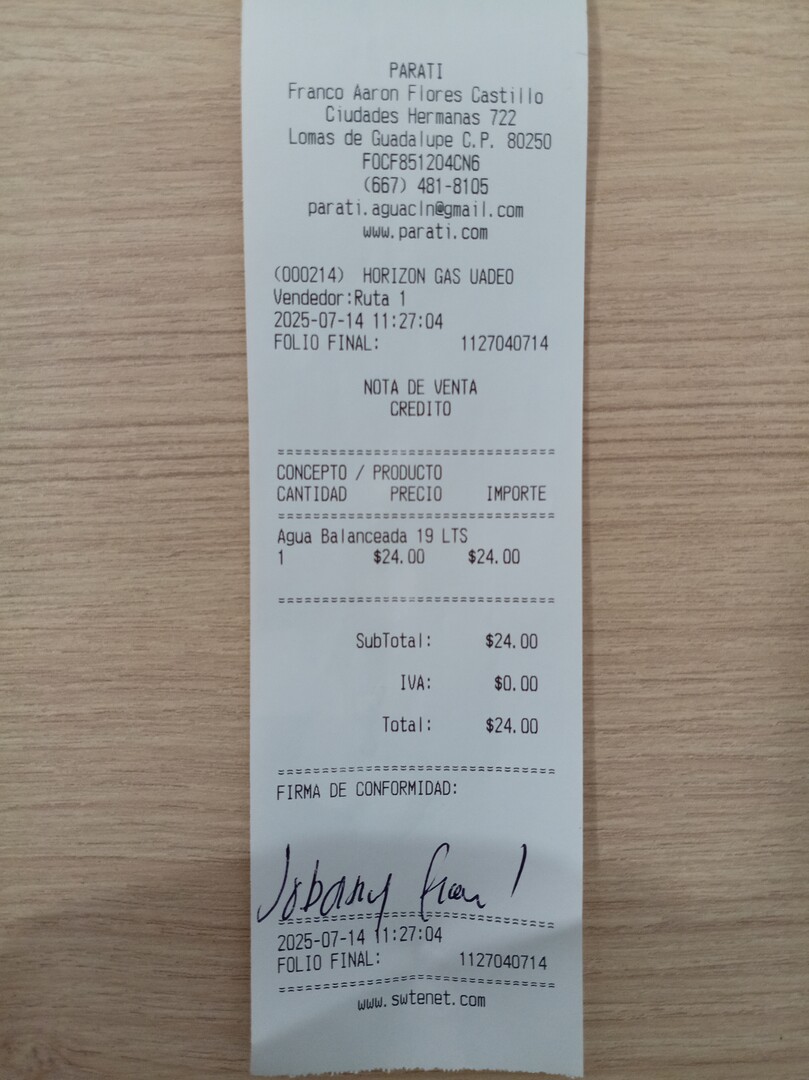 PARATI
Franco Aaron Flores Castillo
Ciudades Hermanas 722
Lomas de Guadalupe C.P. 80250
FOCF851204CN6
(667) 481-8105
parati.aguacln@gmail.com
www.parati.com
(000214) HORIZON GAS UADEO
Vendedor:Ruta 1
2025-07-14 11:27:04
FOLIO FINAL: 1127040714
NOTA DE VENTA
CREDITO
================================
CONCEPTO / PRODUCTO
CANTIDAD PRECIO IMPORTE
================================
Agua Balanceada 19 LTS
1 $24.00 $24.00
================================
SubTotal: $24.00
IVA: $0.00
Total: $24.00
================================
FIRMA DE CONFORMIDAD:
================================
2025-07-14 11:27:04
FOLIO FINAL: 1127040714
================================
www.swtenet.com